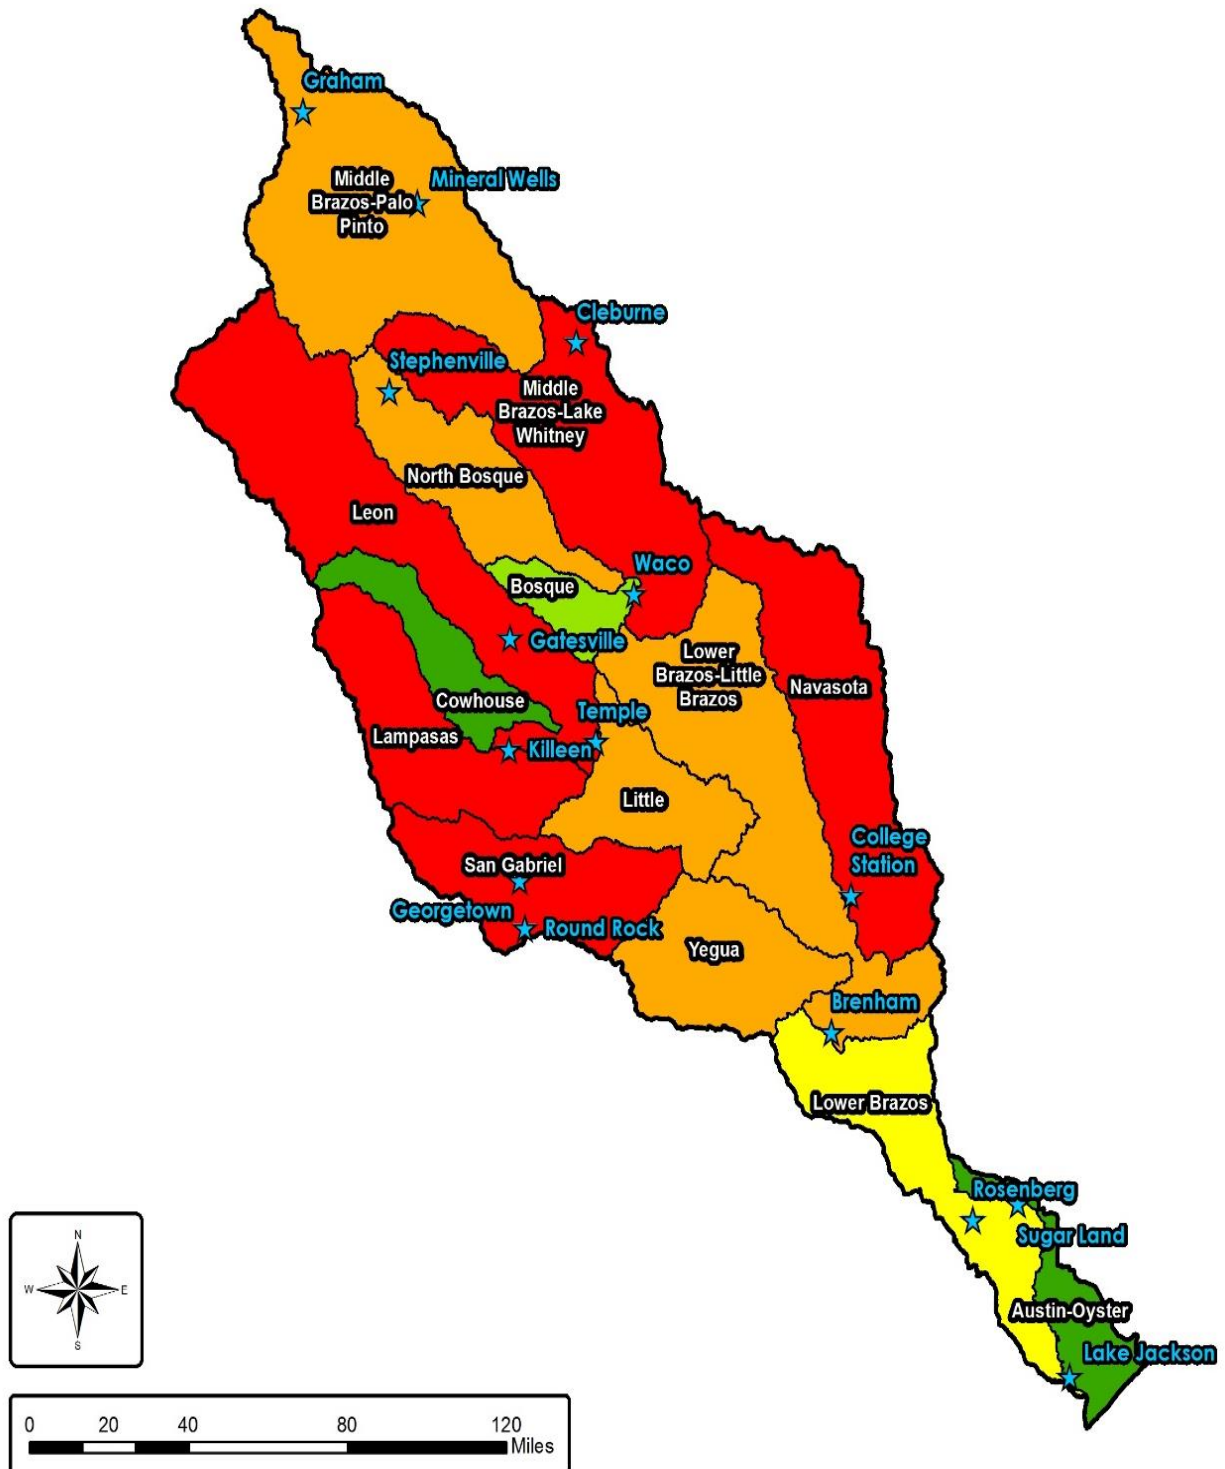 Graham
Middle
Brazos-Palo
Pinto
Mineral Wells
Cleburne
Stephenville
Middle
Brazos-Lake
Whitney
North Bosque
Leon
Waco
Bosque
Gatesville
Lower
Brazos-Little
Brazos
Navasota
Cowhouse
Temple
Lampasas
Killeen
Little
College
Station
San Gabriel
Georgetown
Round Rock
Yegua
Brenham
Lower Brazos
Rosenberg
Sugar Land
Austin-Oyster
Lake Jackson
N
W
E
S
0 20 40 80 120
Miles